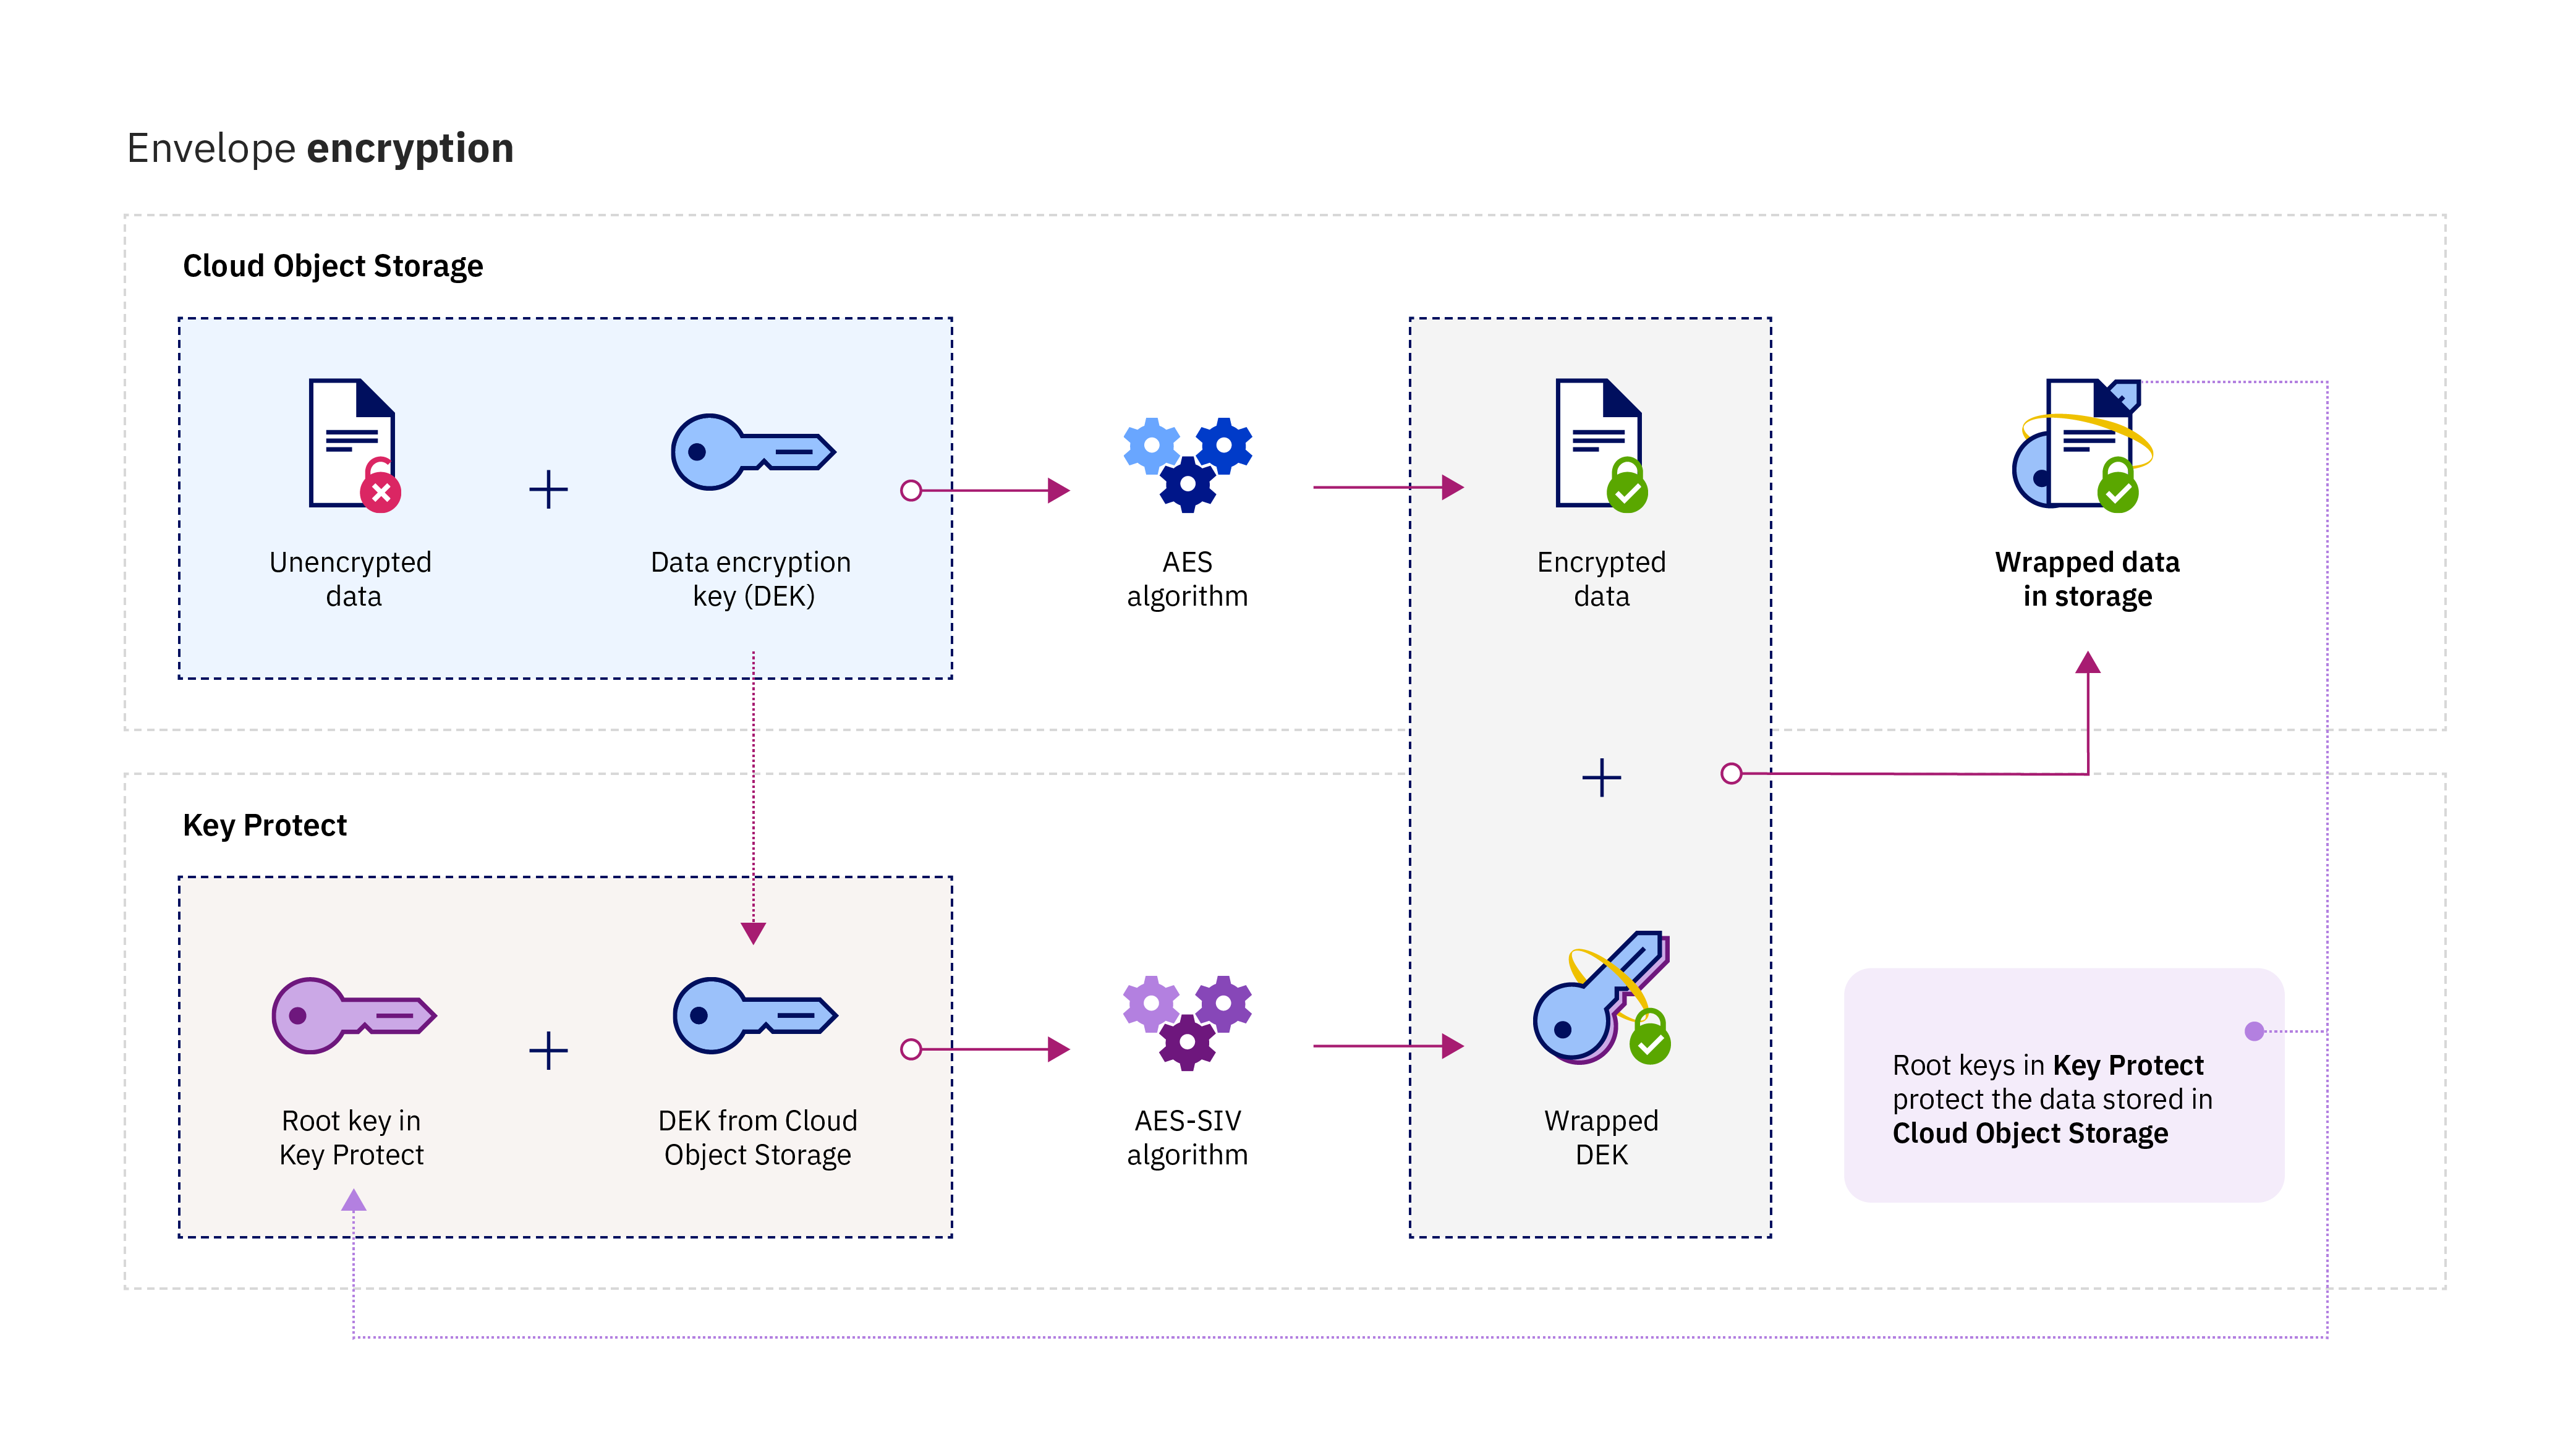 Envelope encryption
Cloud Object Storage
Unencrypted
data
Data encryption
key (DEK)
AES
algorithm
Encrypted
data
Wrapped data
in storage
Key Protect
Root key in
Key Protect
DEK from Cloud
Object Storage
AES-SIV
algorithm
Wrapped
DEK
Root keys in Key Protect
protect the data stored in
Cloud Object Storage